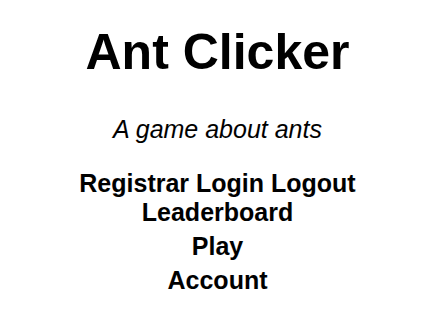 Ant Clicker
A game about ants
Registrar Login Logout
Leaderboard
Play
Account